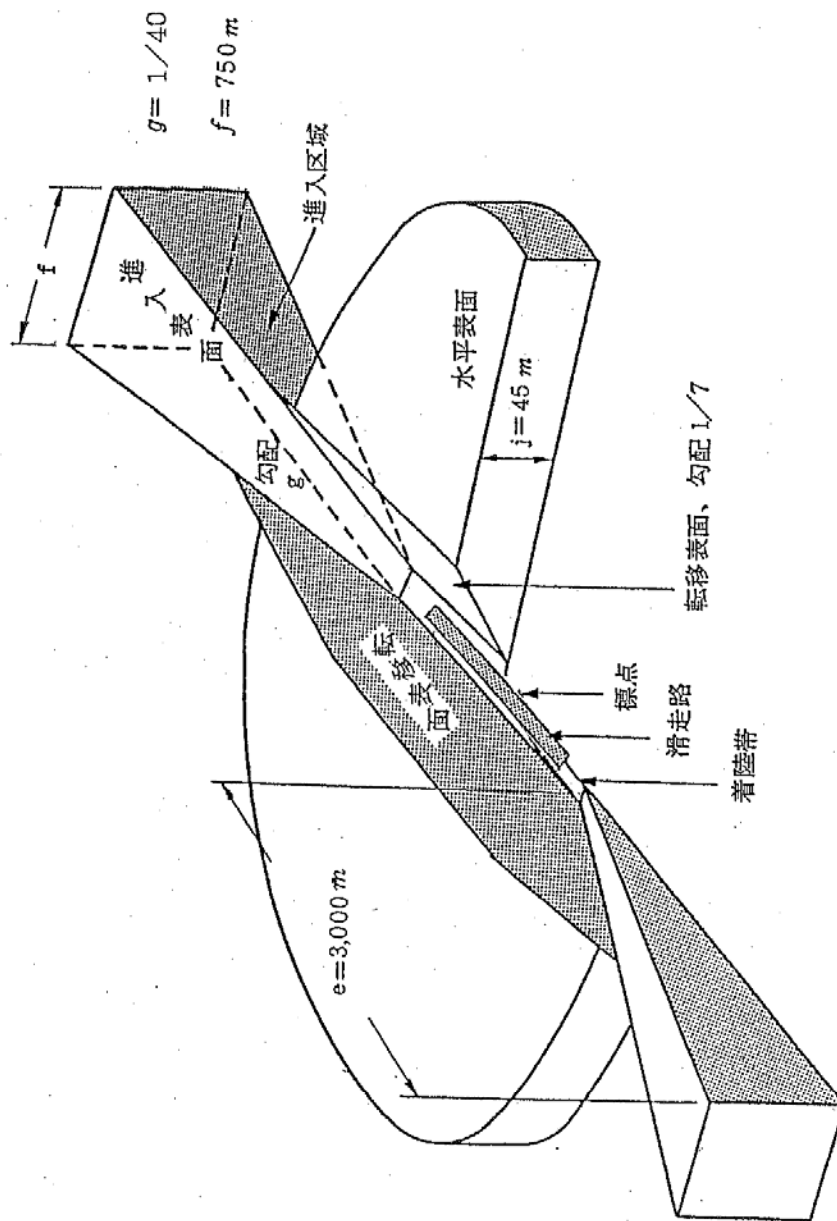 g= 1/40
f= 750 m
f
進入表面
進入区域
勾配
g
水平表面
j= 45 m
転移表面
転移表面、勾配 1/7
標点
滑走路
着陸帯
e=3,000 m